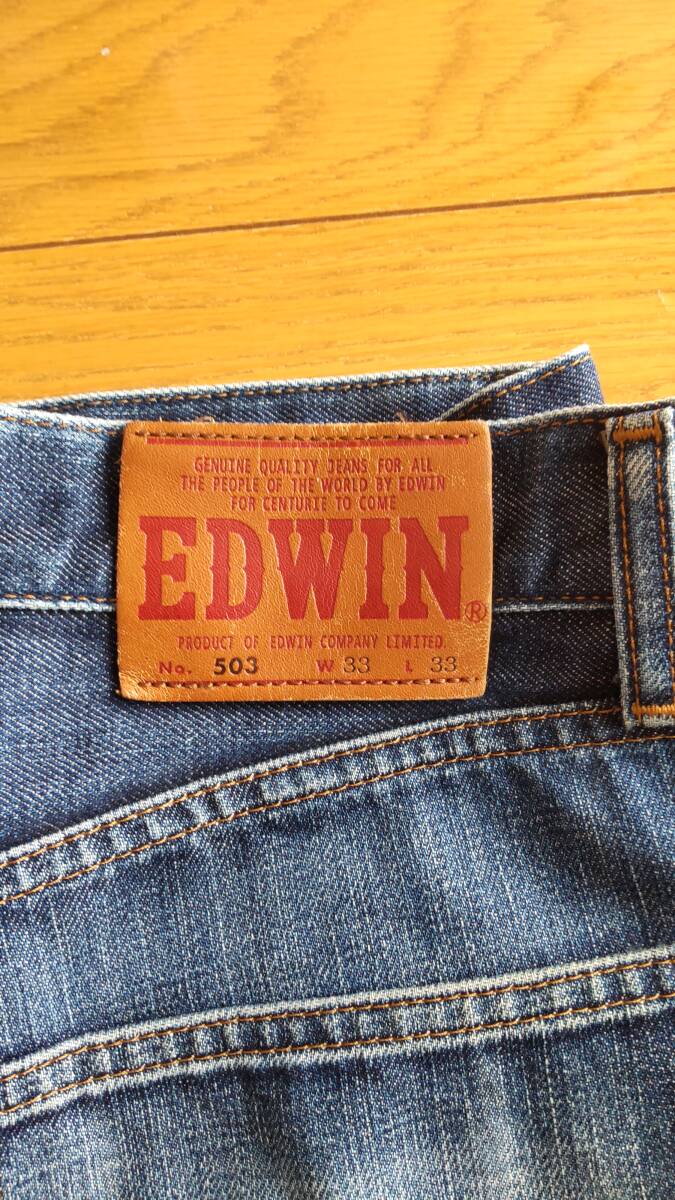 GENUINE QUALITY JEANS FOR ALL
THE PEOPLE OF THE WORLD BY EDWIN
FOR CENTURIE TO COME
EDWIN®
PRODUCT OF EDWIN COMPANY LIMITED.
No. 503 W 33 L 33